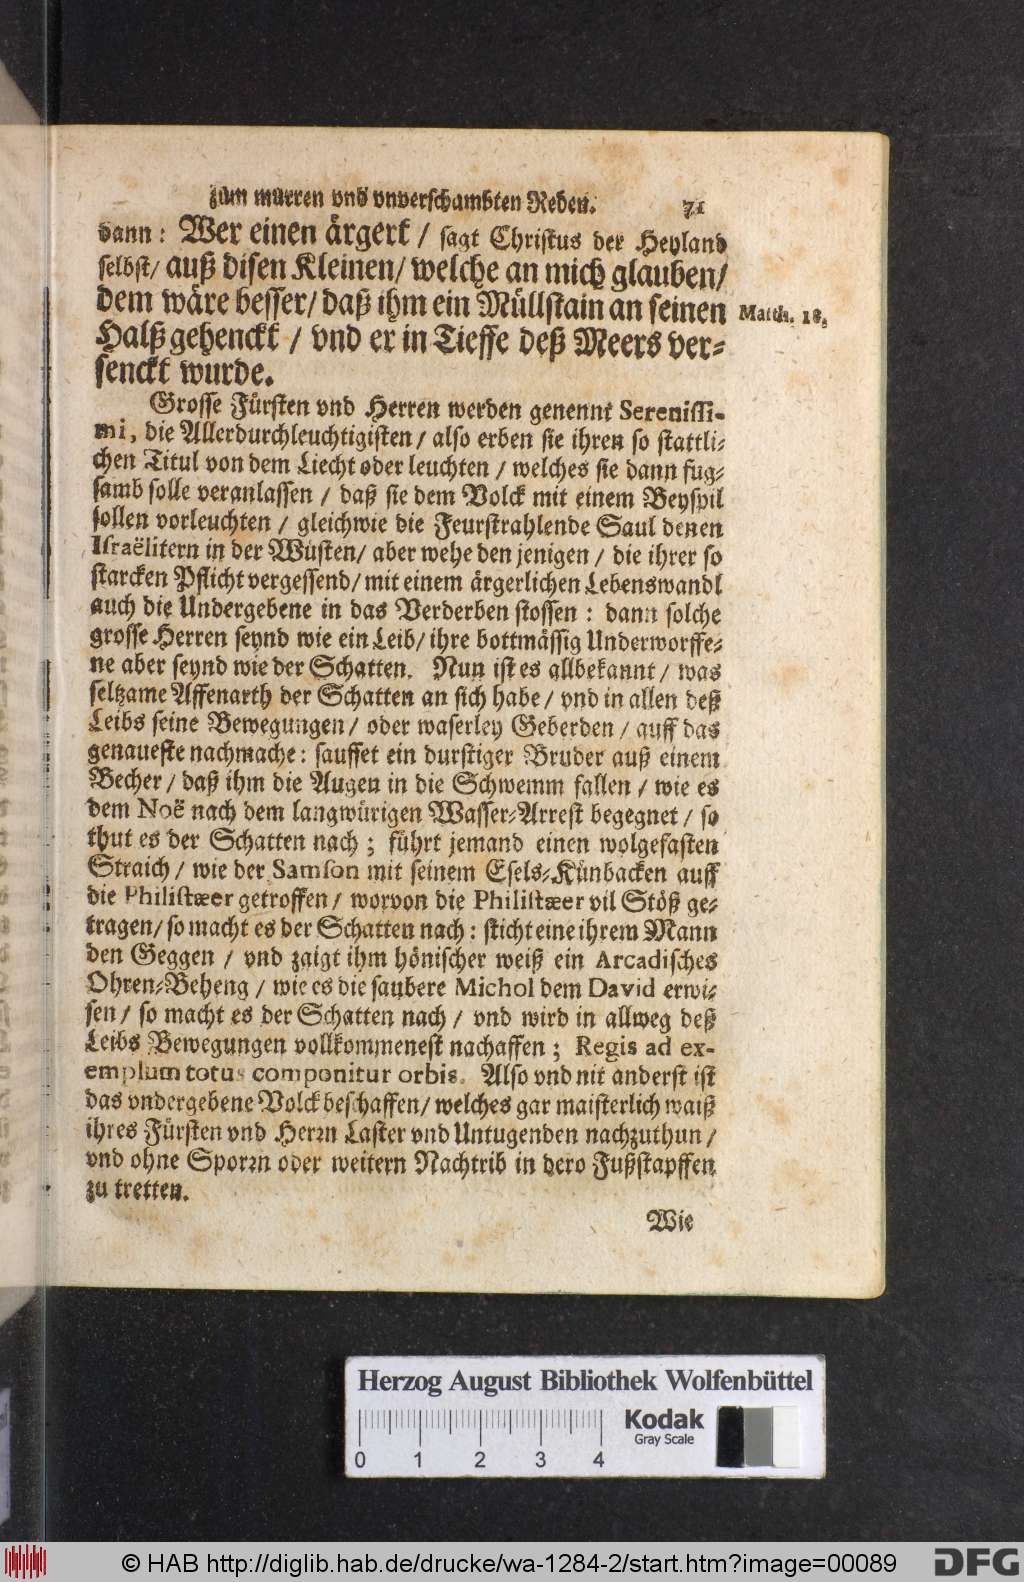 zum murren vnd vnverschambten Reden. 71
dann: Wer einen ärgert / sagt Christus der Heyland
selbst / auß disen Kleinen / welche an mich glauben /
dem wäre besser / daß ihm ein Müllstain an seinen
Matth. 18.
Halß gehenckt / vnd er in Tieffe deß Meers ver-
senckt wurde.
Grosse Fürsten vnd Herren werden genennt Serenissi-
mi, die Allerdurchleuchtigisten / also erben sie ihren so stattli-
chen Titul von dem Liecht oder leuchten / welches sie dann fug-
samb solle veranlassen / daß sie dem Volck mit einem Beyspil
sollen vorleuchten / gleichwie die Feurstrahlende Saul denen
Israëlitern in der Wüsten / aber wehe den jenigen / die ihrer so
starcken Pflicht vergessend / mit einem ärgerlichen Lebenswandl
auch die Undergebene in das Verderben stossen : dann solche
grosse Herren seynd wie ein Leib / ihre bottmässig Underworffe-
ne aber seynd wie der Schatten. Nun ist es allbekannt / was
seltzame Affenarth der Schatten an sich habe / vnd in allen deß
Leibs seine Bewegungen / oder waserley Geberden / auff das
genaueste nachmache : sauffet ein durstiger Bruder auß einem
Becher / daß ihm die Augen in die Schwemm fallen / wie es
dem Noë nach dem langwürigen Wasser-Arrest begegnet / so
thut es der Schatten nach ; führt jemand einen wolgefasten
Straich / wie der Samson mit seinem Esels-Künbacken auff
die Philistæer getroffen / worvon die Philistæer vil Stöß ge-
tragen / so macht es der Schatten nach : sticht eine ihrem Mann
den Geggen / vnd zaigt ihm hönischer weiß ein Arcadisches
Ohren-Beheng / wie es die saubere Michol dem David erwi-
sen / so macht es der Schatten nach / vnd wird in allweg deß
Leibs Bewegungen vollkommenest nachaffen ; Regis ad ex-
emplum totus componitur orbis. Also vnd nit anderst ist
das vndergebene Volck beschaffen / welches gar maisterlich waiß
ihres Fürsten vnd Herrn Laster vnd Untugenden nachzuthun /
vnd ohne Sporrn oder weitern Nachtrib in dero Fußstapffen
zu tretten.
Wie
Herzog August Bibliothek Wolfenbüttel
Kodak
Gray Scale
0 1 2 3 4
© HAB http://diglib.hab.de/drucke/wa-1284-2/start.htm?image=00089
DFG